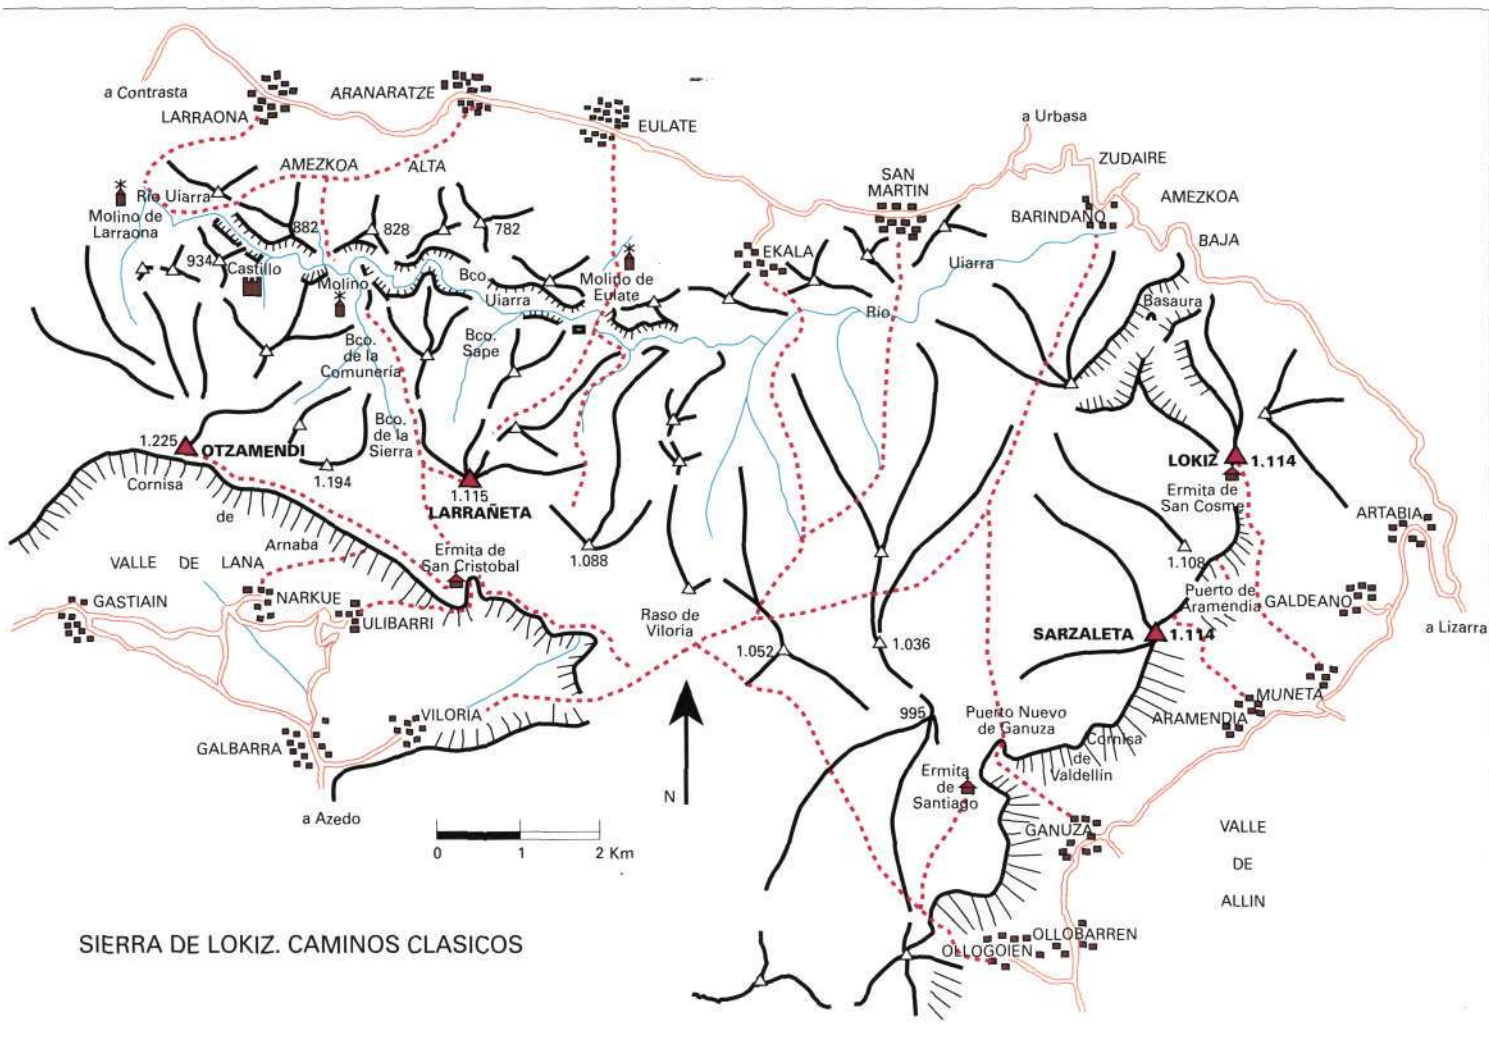 a Contrasta
LARRAONA
ARANARATZE
EULATE
a Urbasa
ZUDAIRE
SAN
MARTIN
AMEZKOA
BAJA
BARINDANO
AMEZKOA
ALTA
Río Uiarra
Molino de
Larraona
882
828
782
934
Castillo
Molino
Bco.
Uiarra
Molino de
Eulate
EKALA
Uiarra
Río
Basaura
Bco.
de la
Comunería
Bco.
Sape
Bco.
de la
Sierra
1.225
OTZAMENDI
1.194
1.115
LARRAÑETA
LOKIZ
1.114
Ermita de
San Cosme
ARTABIA
Cornisa
de
Arnaba
VALLE DE LANA
Ermita de
San Cristobal
1.088
1.108
Puerto de
Aramendia
GALDEANO
a Lizarra
GASTIAIN
NARKUE
ULIBARRI
Raso de
Viloria
1.052
1.036
SARZALETA
1.114
MUNETA
ARAMENDIA
VILORIA
GALBARRA
995
Puerto Nuevo
de Ganuza
Cornisa
de
Valdellín
Ermita
de
Santiago
N
a Azedo
0 1 2 Km
GANUZA
VALLE
DE
ALLIN
OLLOBARREN
OLLOGOIEN
SIERRA DE LOKIZ. CAMINOS CLASICOS